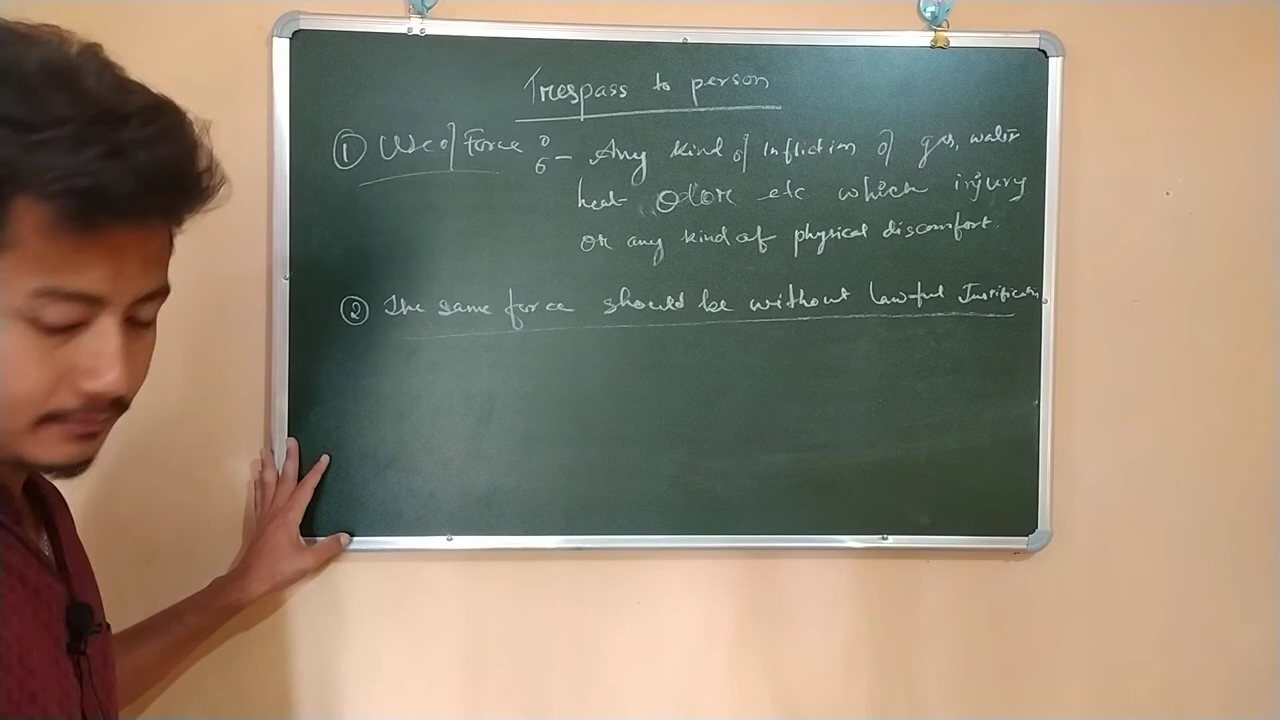 Trespass to person
① Use of Force :- Any kind of infliction of gas, water
heat odor etc which injury
or any kind of physical discomfort.
② The same force should be without lawful Justification